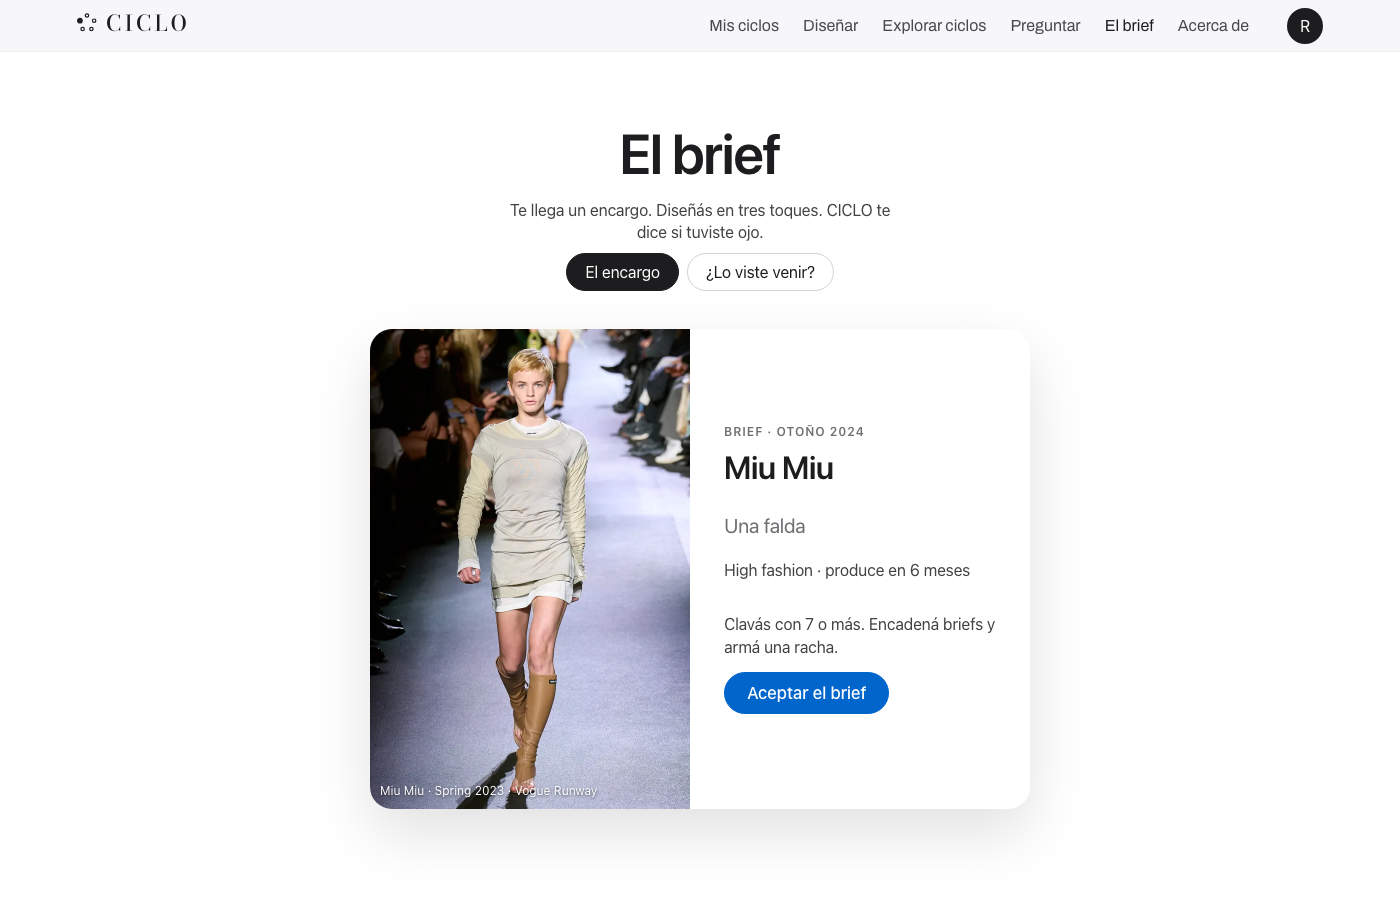 CICLO
Mis ciclos
Diseñar
Explorar ciclos
Preguntar
El brief
Acerca de
R
El brief
Te llega un encargo. Diseñás en tres toques. CICLO te
dice si tuviste ojo.
El encargo
¿Lo viste venir?
Miu Miu · Spring 2023 · Vogue Runway
BRIEF · OTOÑO 2024
Miu Miu
Una falda
High fashion · produce en 6 meses
Clavás con 7 o más. Encadená briefs y
armá una racha.
Aceptar el brief